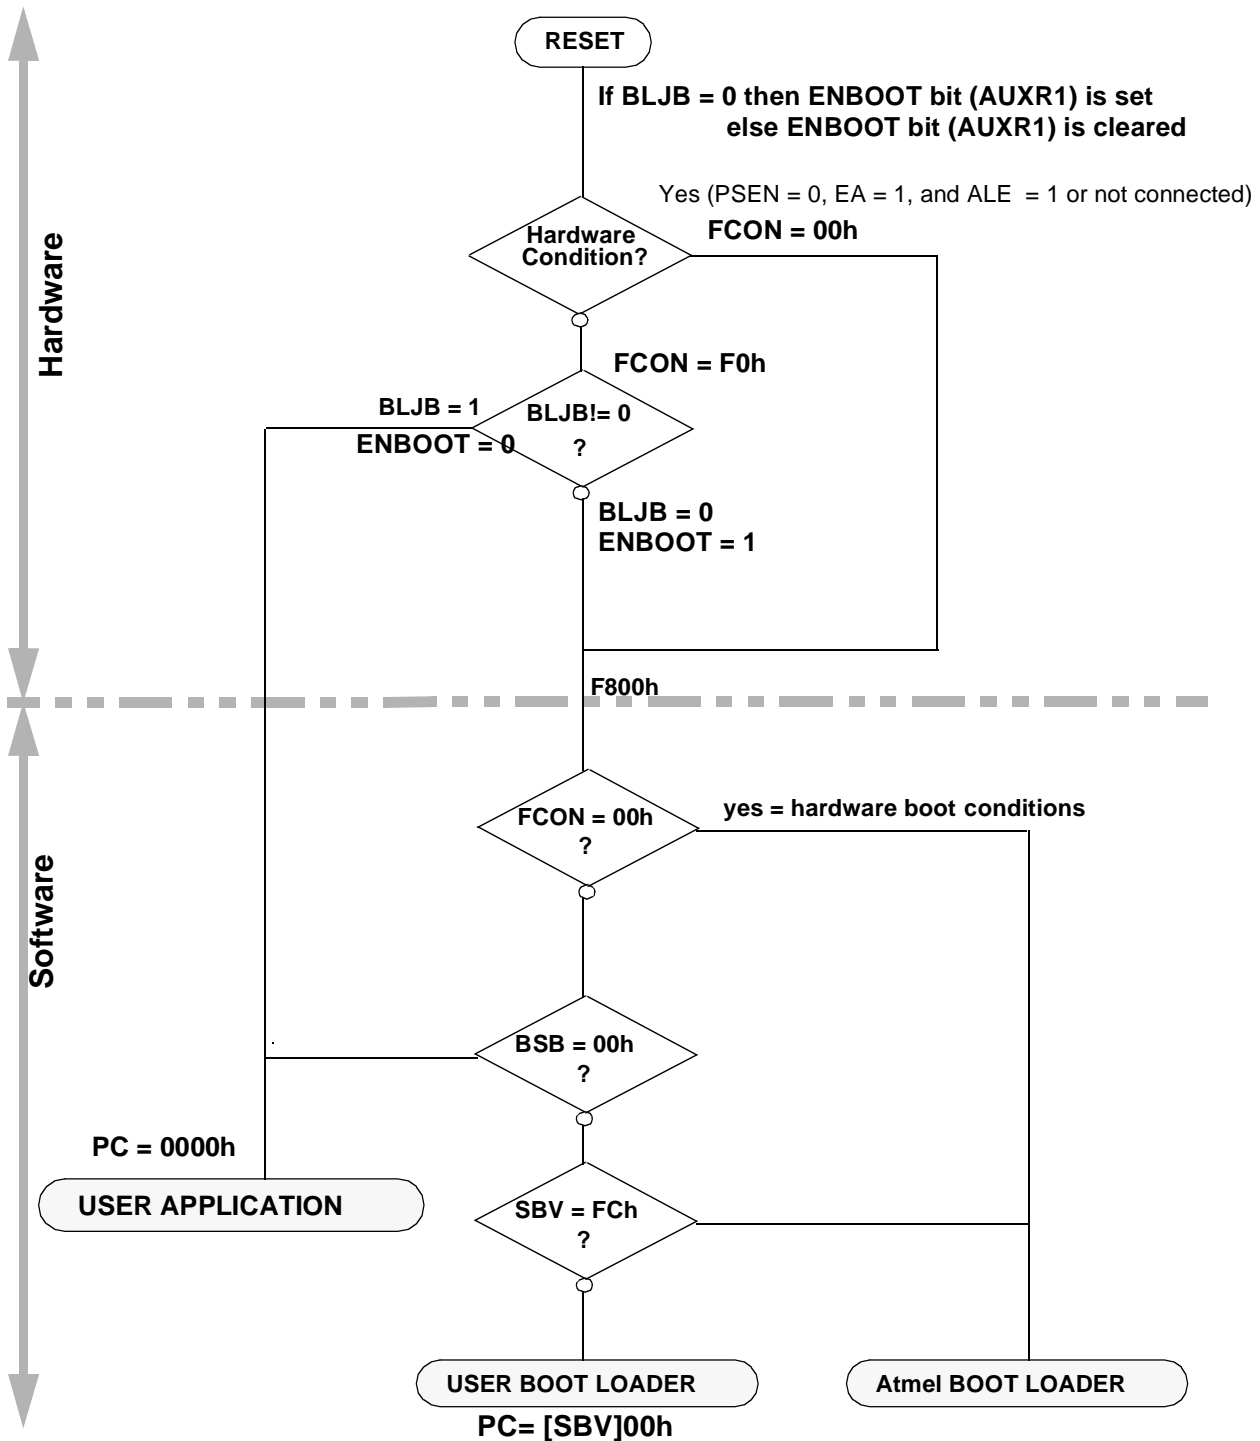 RESET
If BLJB = 0 then ENBOOT bit (AUXR1) is set
else ENBOOT bit (AUXR1) is cleared
Yes (PSEN = 0, EA = 1, and ALE = 1 or not connected)
FCON = 00h
Hardware
Condition?
Hardware
FCON = F0h
BLJB = 1
ENBOOT = 0
BLJB!= 0
?
BLJB = 0
ENBOOT = 1
F800h
FCON = 00h
?
yes = hardware boot conditions
Software
BSB = 00h
?
PC = 0000h
USER APPLICATION
SBV = FCh
?
USER BOOT LOADER
PC= [SBV]00h
Atmel BOOT LOADER